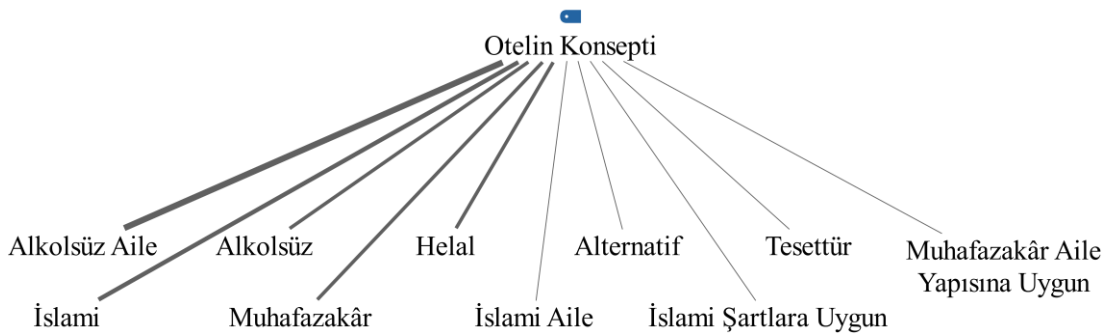 Otelin Konsepti
Alkolsüz Aile
Alkolsüz
Helal
Alternatif
Tesettür
Muhafazakâr Aile
Yapısına Uygun
İslami
Muhafazakâr
İslami Aile
İslami Şartlara Uygun